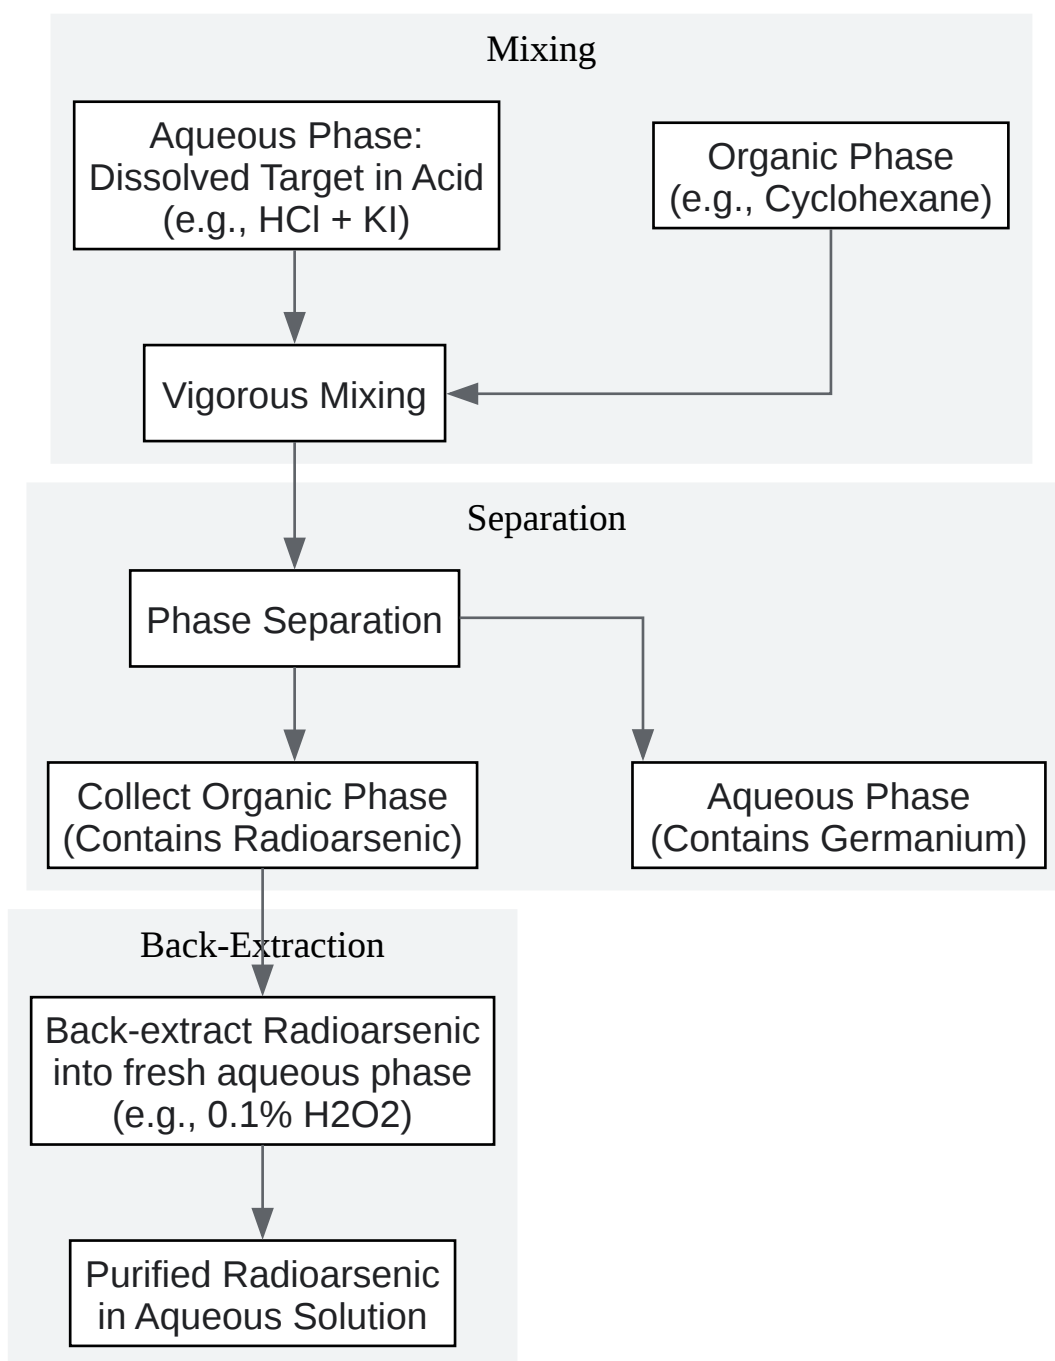 Mixing
Aqueous Phase:
Dissolved Target in Acid
(e.g., HCl + KI)
Organic Phase
(e.g., Cyclohexane)
Vigorous Mixing
Separation
Phase Separation
Collect Organic Phase
(Contains Radioarsenic)
Aqueous Phase
(Contains Germanium)
Back-Extraction
Back-extract Radioarsenic
into fresh aqueous phase
(e.g., 0.1% H2O2)
Purified Radioarsenic
in Aqueous Solution